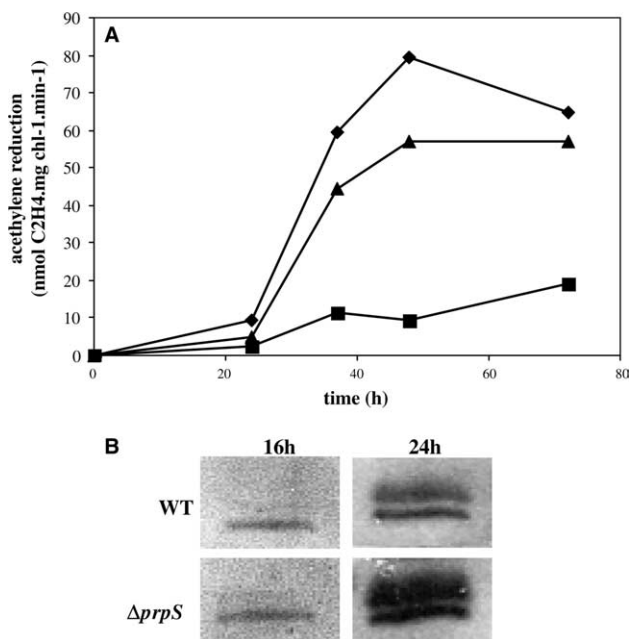 A
acetylene reduction
(nmol C2H4.mg chl-1.min-1)
90
80
70
60
50
40
30
20
10
0
0 20 40 60 80
time (h)
B 16h 24h
WT
ΔprpS